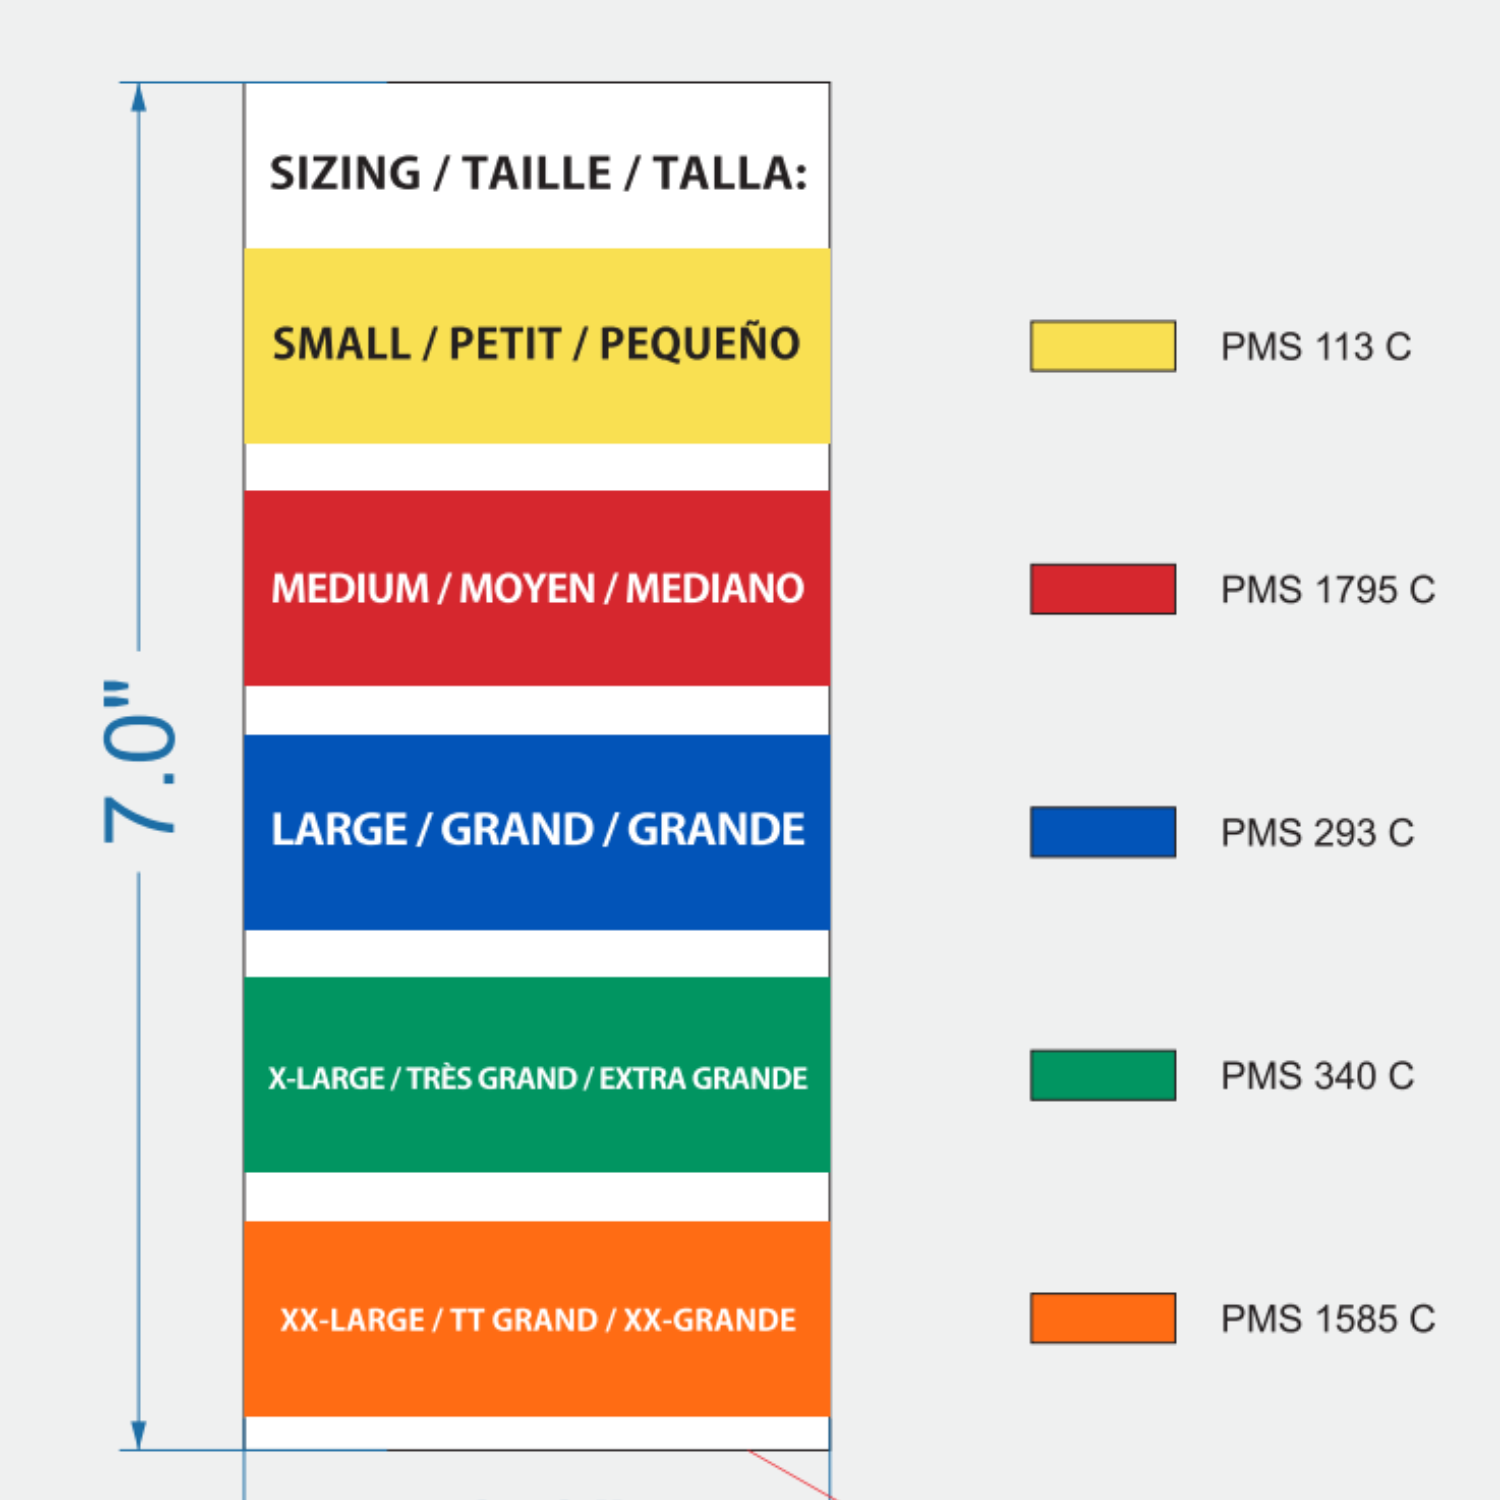 SIZING / TAILLE / TALLA:
SMALL / PETIT / PEQUEÑO
PMS 113 C
MEDIUM / MOYEN / MEDIANO
PMS 1795 C
7.0"
LARGE / GRAND / GRANDE
PMS 293 C
X-LARGE / TRÈS GRAND / EXTRA GRANDE
PMS 340 C
XX-LARGE / TT GRAND / XX-GRANDE
PMS 1585 C